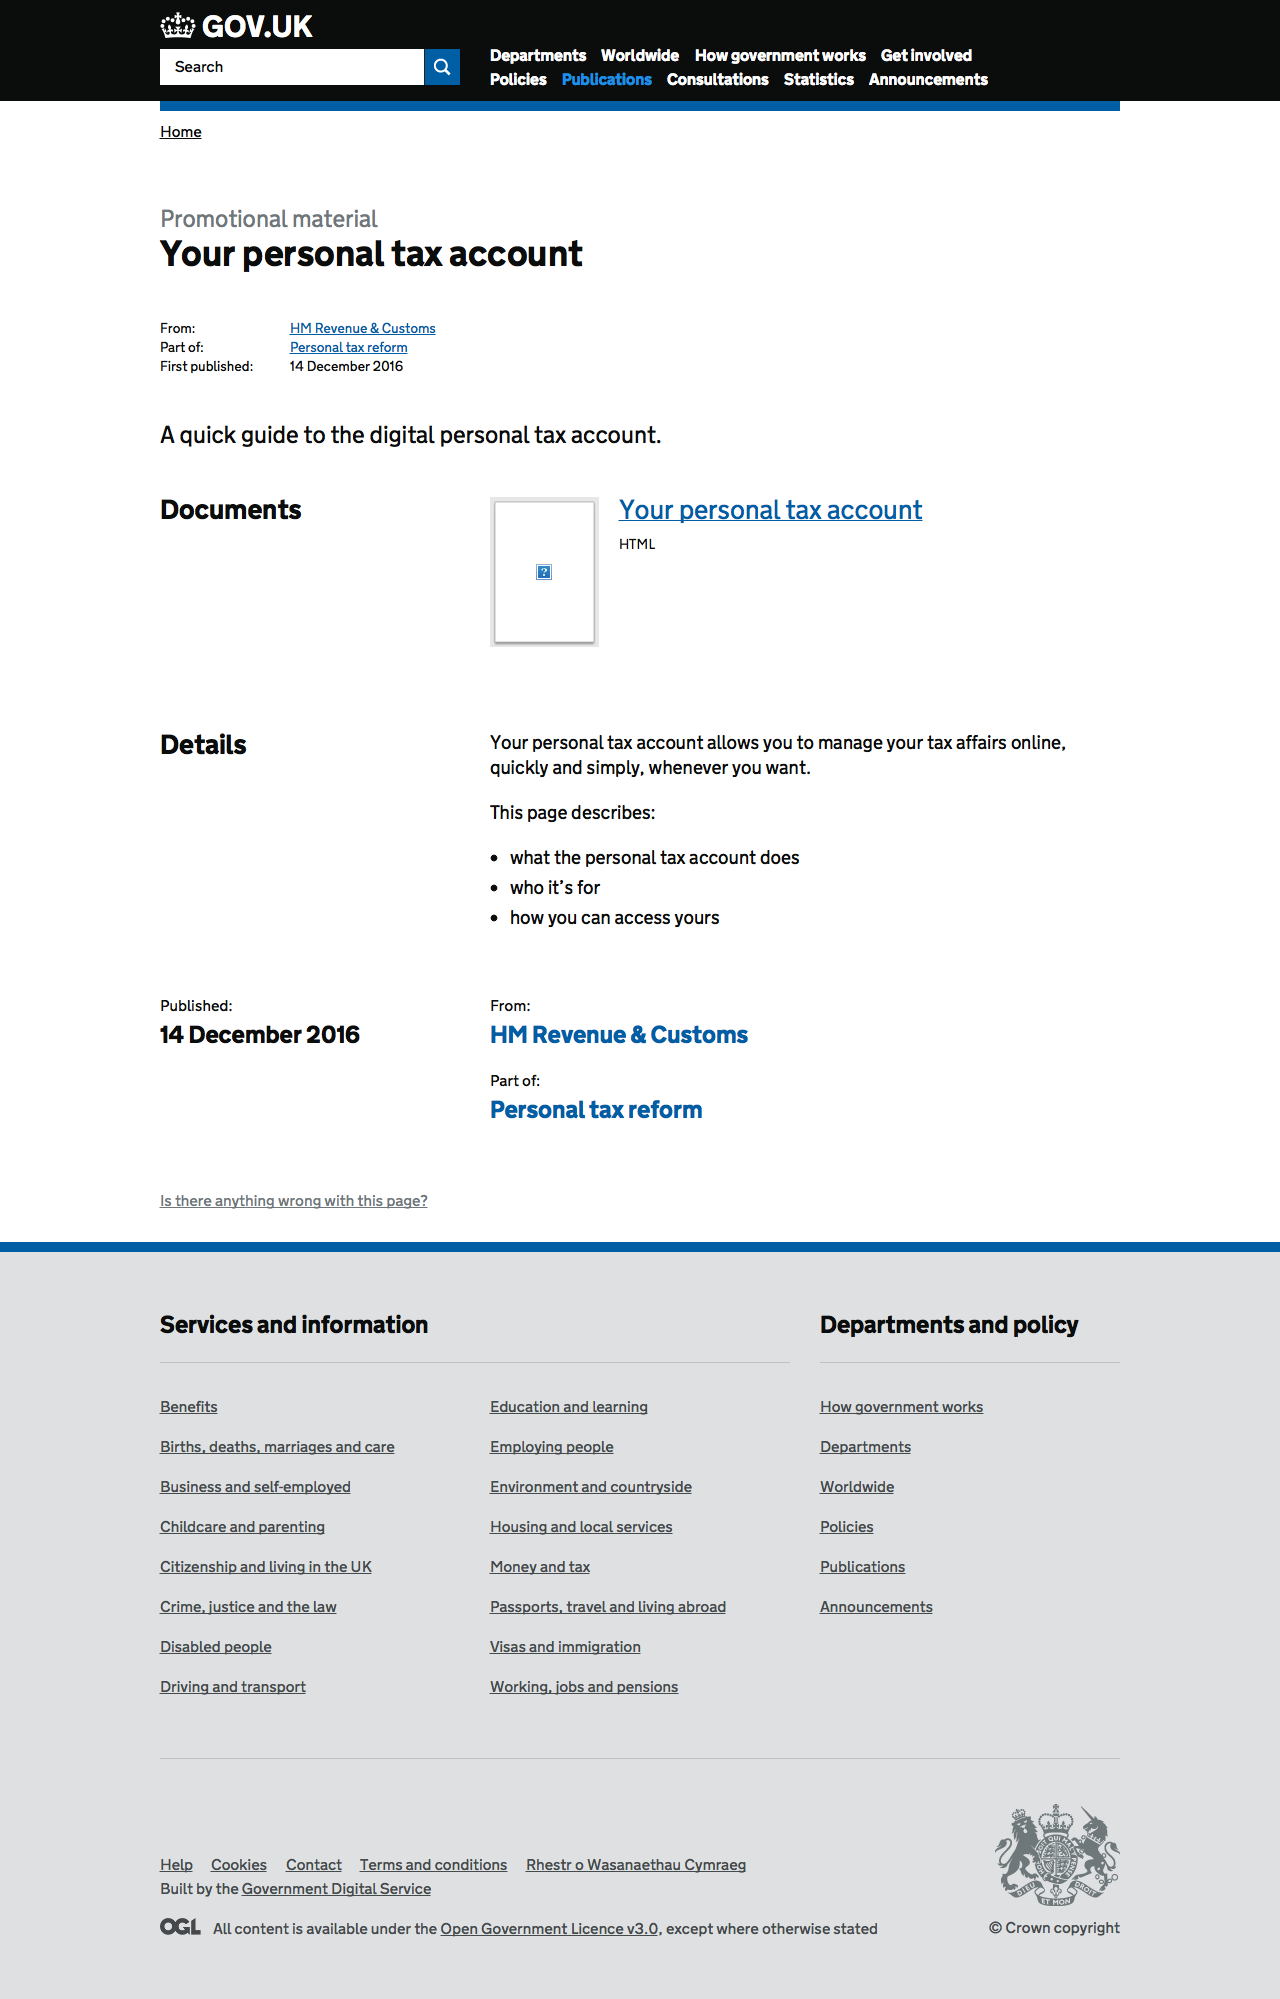 GOV.UK
Search
Departments Worldwide How government works Get involved
Policies Publications Consultations Statistics Announcements
Home
Promotional material
Your personal tax account
From: HM Revenue & Customs
Part of: Personal tax reform
First published: 14 December 2016
A quick guide to the digital personal tax account.
Documents
Your personal tax account
HTML
Details
Your personal tax account allows you to manage your tax affairs online,
quickly and simply, whenever you want.
This page describes:
• what the personal tax account does
• who it’s for
• how you can access yours
Published:
14 December 2016
From:
HM Revenue & Customs
Part of:
Personal tax reform
Is there anything wrong with this page?
Services and information
Benefits
Births, deaths, marriages and care
Business and self-employed
Childcare and parenting
Citizenship and living in the UK
Crime, justice and the law
Disabled people
Driving and transport
Education and learning
Employing people
Environment and countryside
Housing and local services
Money and tax
Passports, travel and living abroad
Visas and immigration
Working, jobs and pensions
Departments and policy
How government works
Departments
Worldwide
Policies
Publications
Announcements
Help Cookies Contact Terms and conditions Rhestr o Wasanaethau Cymraeg
Built by the Government Digital Service
OGL All content is available under the Open Government Licence v3.0, except where otherwise stated
DIEU ET MON DROIT
© Crown copyright